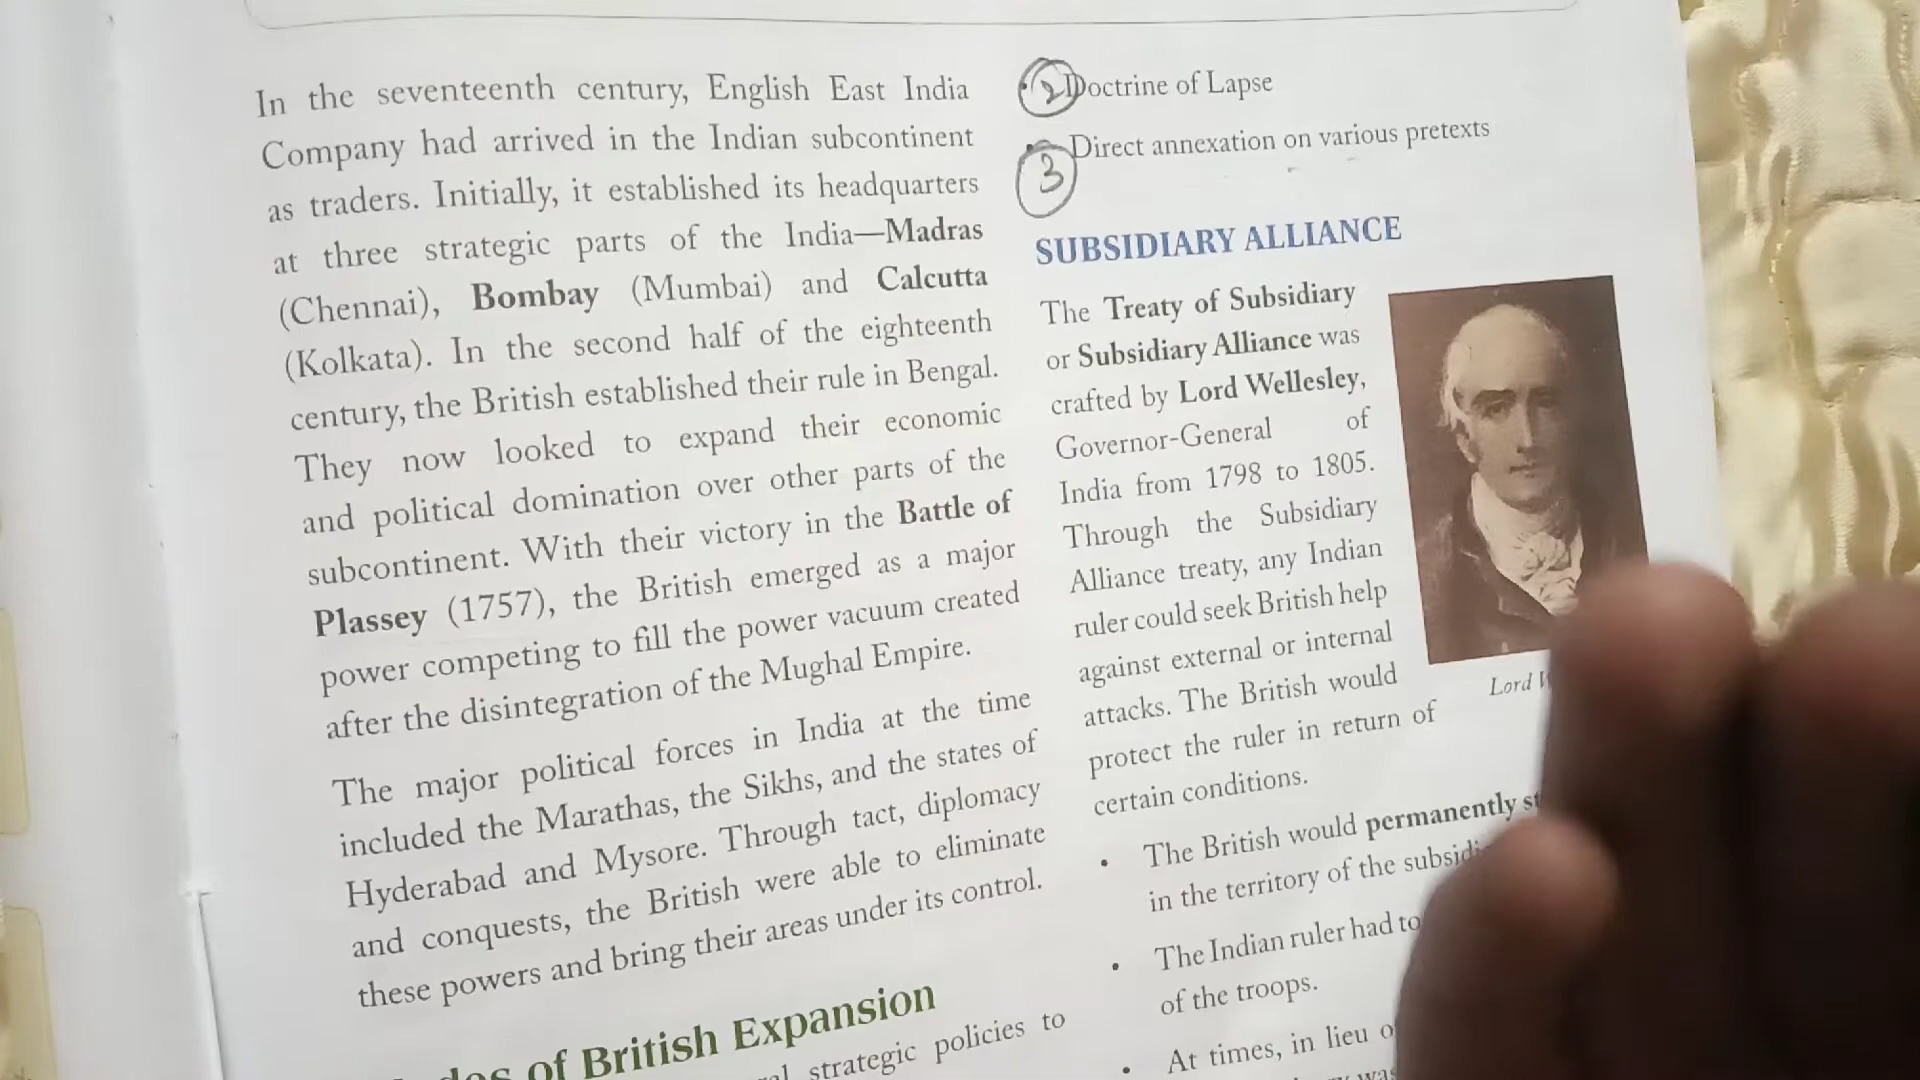 In the seventeenth century, English East India
Company had arrived in the Indian subcontinent
as traders. Initially, it established its headquarters
at three strategic parts of the India—Madras
(Chennai), Bombay (Mumbai) and Calcutta
(Kolkata). In the second half of the eighteenth
century, the British established their rule in Bengal.
They now looked to expand their economic
and political domination over other parts of the
subcontinent. With their victory in the Battle of
Plassey (1757), the British emerged as a major
power competing to fill the power vacuum created
after the disintegration of the Mughal Empire.
The major political forces in India at the time
included the Marathas, the Sikhs, and the states of
Hyderabad and Mysore. Through tact, diplomacy
and conquests, the British were able to eliminate
these powers and bring their areas under its control.
of British Expansion
strategic policies to
2 Doctrine of Lapse
3 Direct annexation on various pretexts
SUBSIDIARY ALLIANCE
The Treaty of Subsidiary
or Subsidiary Alliance was
crafted by Lord Wellesley,
Governor-General of
India from 1798 to 1805.
Through the Subsidiary
Alliance treaty, any Indian
ruler could seek British help
against external or internal
attacks. The British would
protect the ruler in return of
certain conditions.
Lord
• The British would permanently
in the territory of the
• The Indian ruler had to
of the troops.
• At times, in lieu